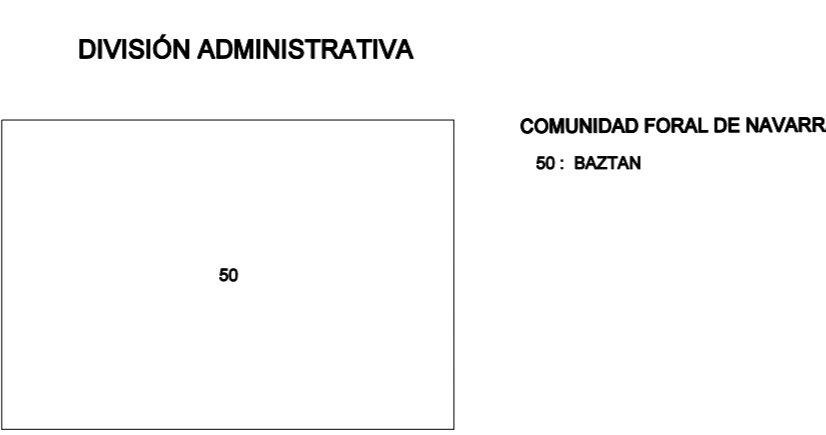 DIVISIÓN ADMINISTRATIVA
COMUNIDAD FORAL DE NAVARR
50 : BAZTAN
50